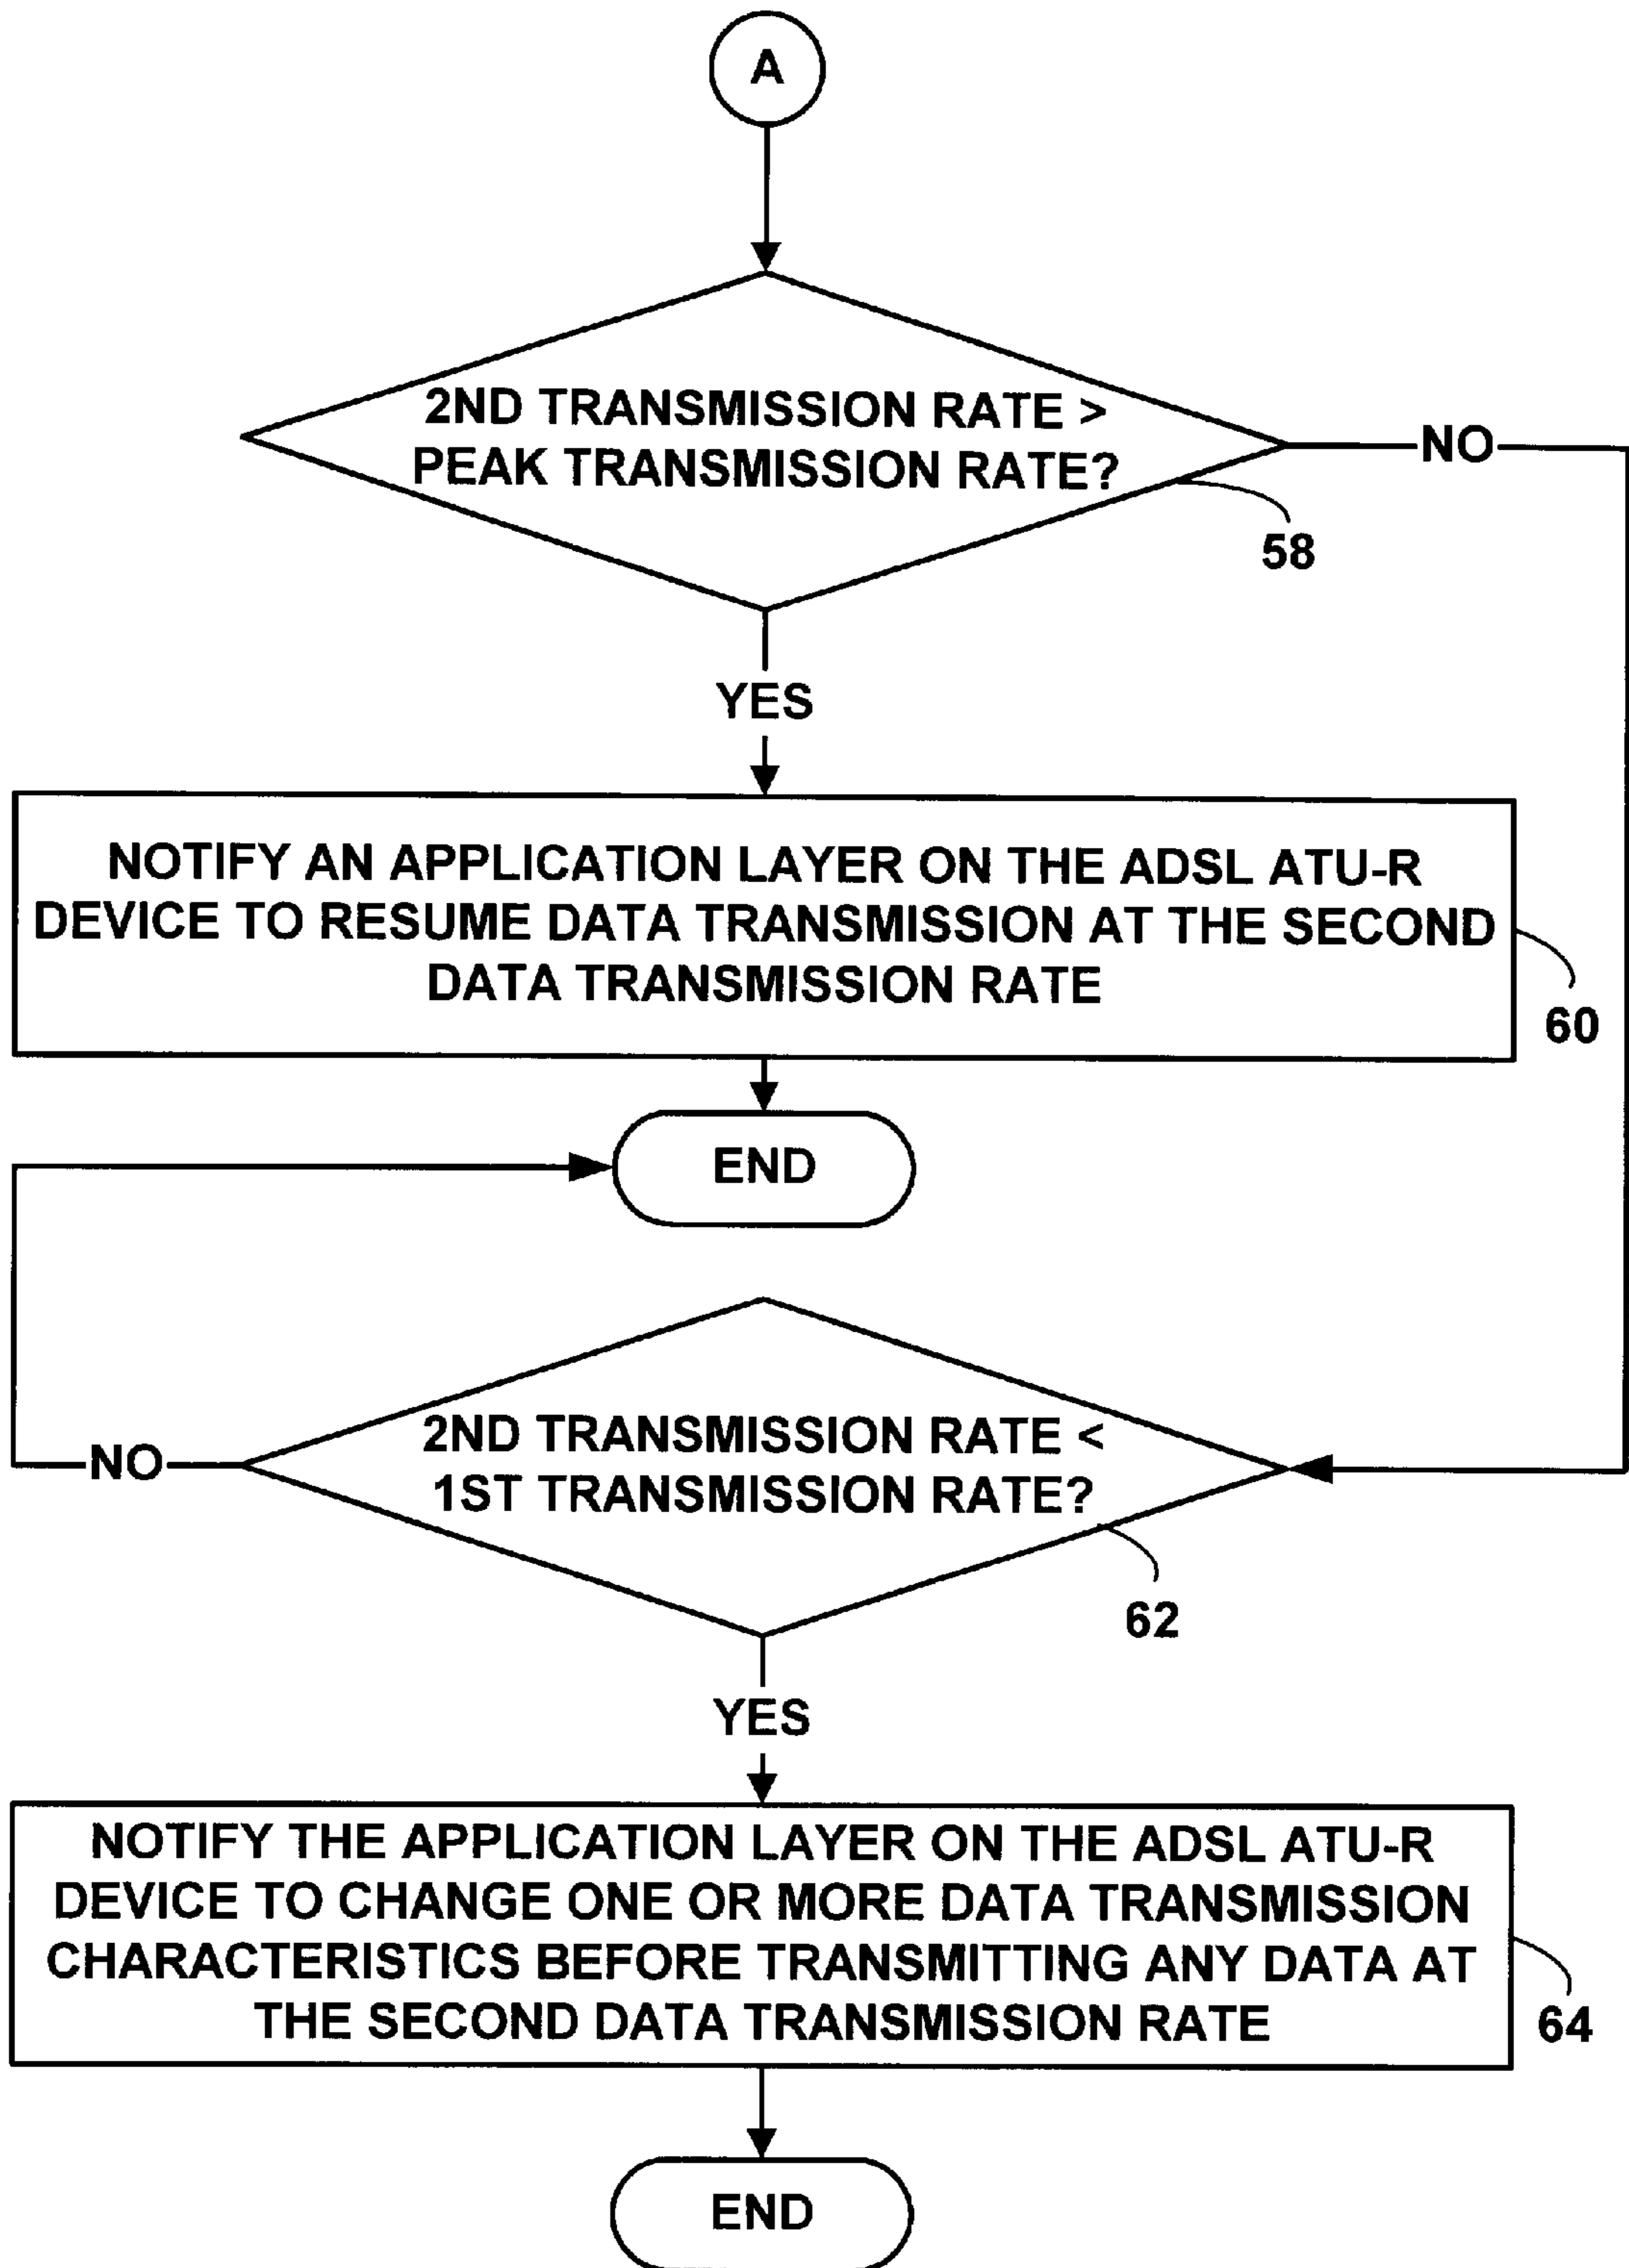 A
2ND TRANSMISSION RATE >
PEAK TRANSMISSION RATE?
NO
58
YES
NOTIFY AN APPLICATION LAYER ON THE ADSL ATU-R
DEVICE TO RESUME DATA TRANSMISSION AT THE SECOND
DATA TRANSMISSION RATE
60
END
2ND TRANSMISSION RATE <
1ST TRANSMISSION RATE?
NO
62
YES
NOTIFY THE APPLICATION LAYER ON THE ADSL ATU-R
DEVICE TO CHANGE ONE OR MORE DATA TRANSMISSION
CHARACTERISTICS BEFORE TRANSMITTING ANY DATA AT
THE SECOND DATA TRANSMISSION RATE
64
END